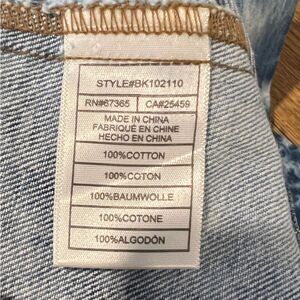 STYLE#BK102110
RN#67365 CA#25459
MADE IN CHINA
FABRIQUÉ EN CHINE
HECHO EN CHINA
100%COTTON
100%COTON
100%BAUMWOLLE
100%COTONE
100%ALGODÓN